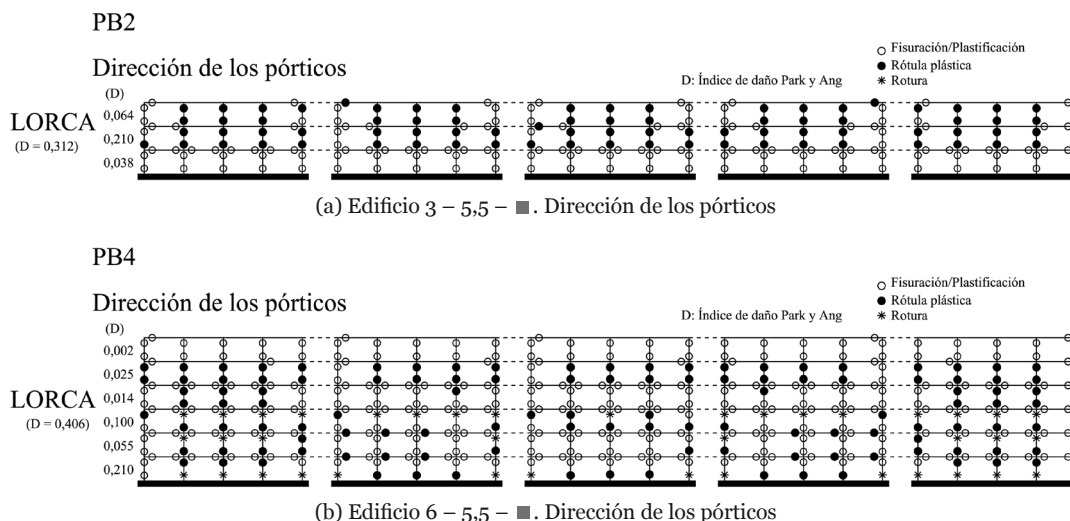 PB2
Dirección de los pórticos
(D)
LORCA
(D = 0,312)
0,064
0,210
0,038
D: Índice de daño Park y Ang
Fisuración/Plastificación
Rótula plástica
Rotura
(a) Edificio 3 – 5,5 – ■. Dirección de los pórticos
PB4
Dirección de los pórticos
(D)
LORCA
(D = 0,406)
0,002
0,025
0,014
0,100
0,055
0,210
D: Índice de daño Park y Ang
Fisuración/Plastificación
Rótula plástica
Rotura
(b) Edificio 6 – 5,5 – ■. Dirección de los pórticos